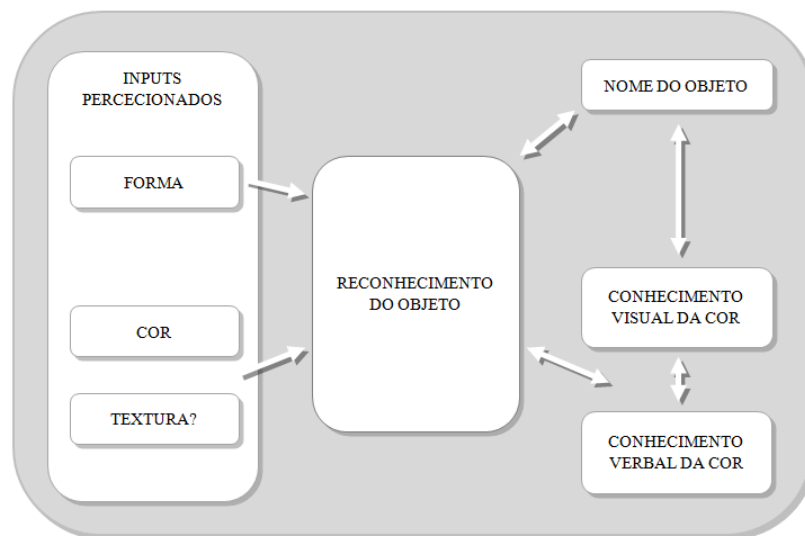 INPUTS
PERCECIONADOS
FORMA
COR
TEXTURA?
RECONHECIMENTO
DO OBJETO
NOME DO OBJETO
CONHECIMENTO
VISUAL DA COR
CONHECIMENTO
VERBAL DA COR